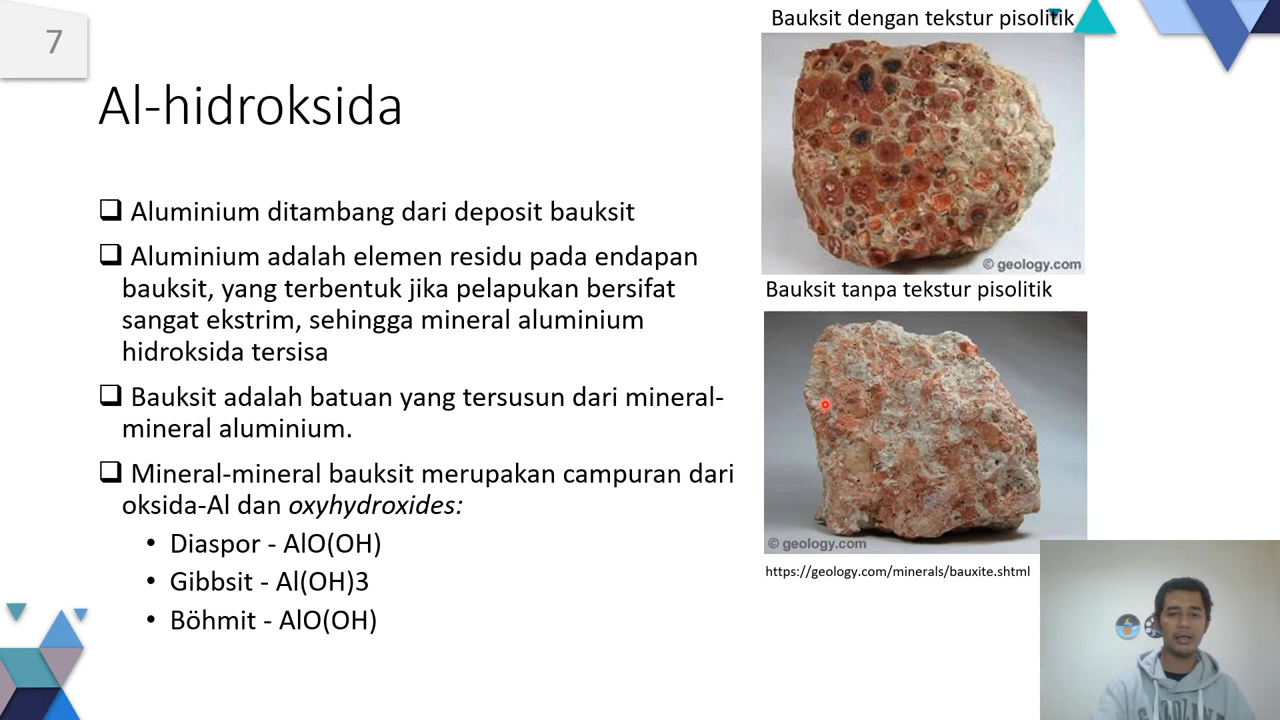 7
Al-hidroksida
Aluminium ditambang dari deposit bauksit
Aluminium adalah elemen residu pada endapan
bauksit, yang terbentuk jika pelapukan bersifat
sangat ekstrim, sehingga mineral aluminium
hidroksida tersisa
Bauksit adalah batuan yang tersusun dari mineral-
mineral aluminium.
Mineral-mineral bauksit merupakan campuran dari
oksida-Al dan oxyhydroxides:
• Diaspor - AlO(OH)
• Gibbsit - Al(OH)3
• Böhmit - AlO(OH)
Bauksit dengan tekstur pisolitik
© geology.com
Bauksit tanpa tekstur pisolitik
© geology.com
https://geology.com/minerals/bauxite.shtml